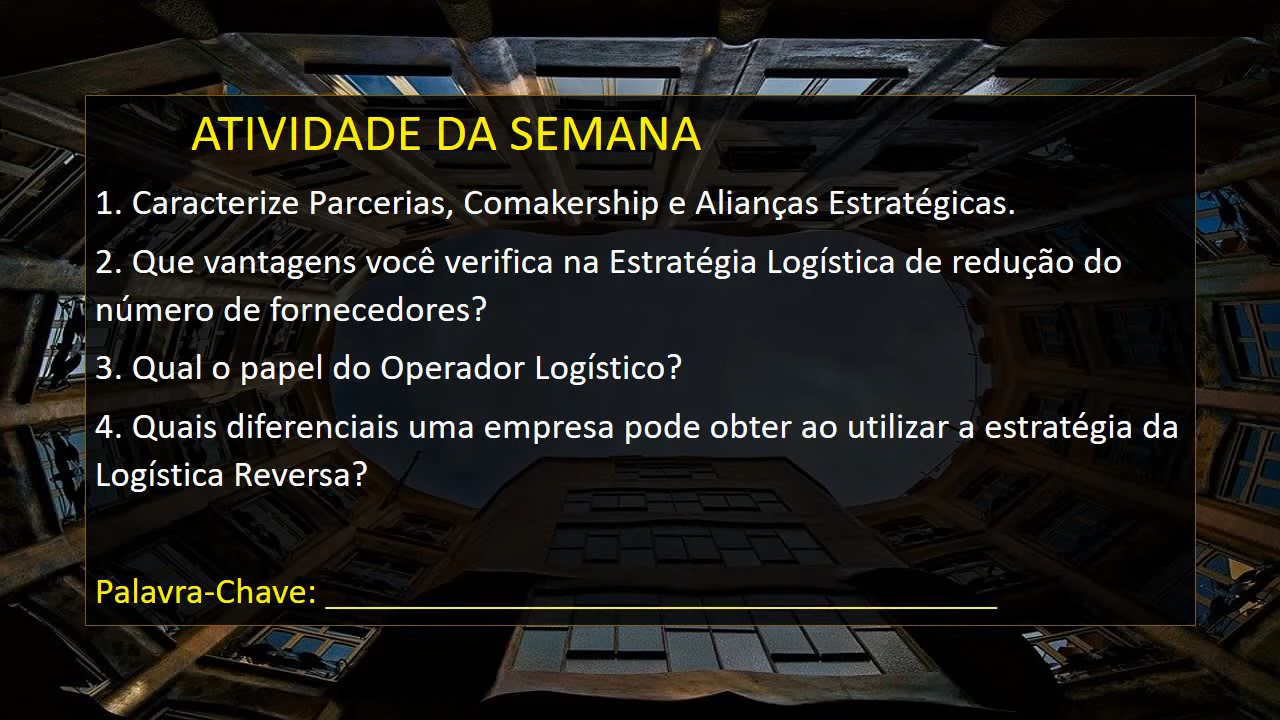 ATIVIDADE DA SEMANA
1. Caracterize Parcerias, Comakership e Alianças Estratégicas.
2. Que vantagens você verifica na Estratégia Logística de redução do
número de fornecedores?
3. Qual o papel do Operador Logístico?
4. Quais diferenciais uma empresa pode obter ao utilizar a estratégia da
Logística Reversa?
Palavra-Chave: ________________________________________